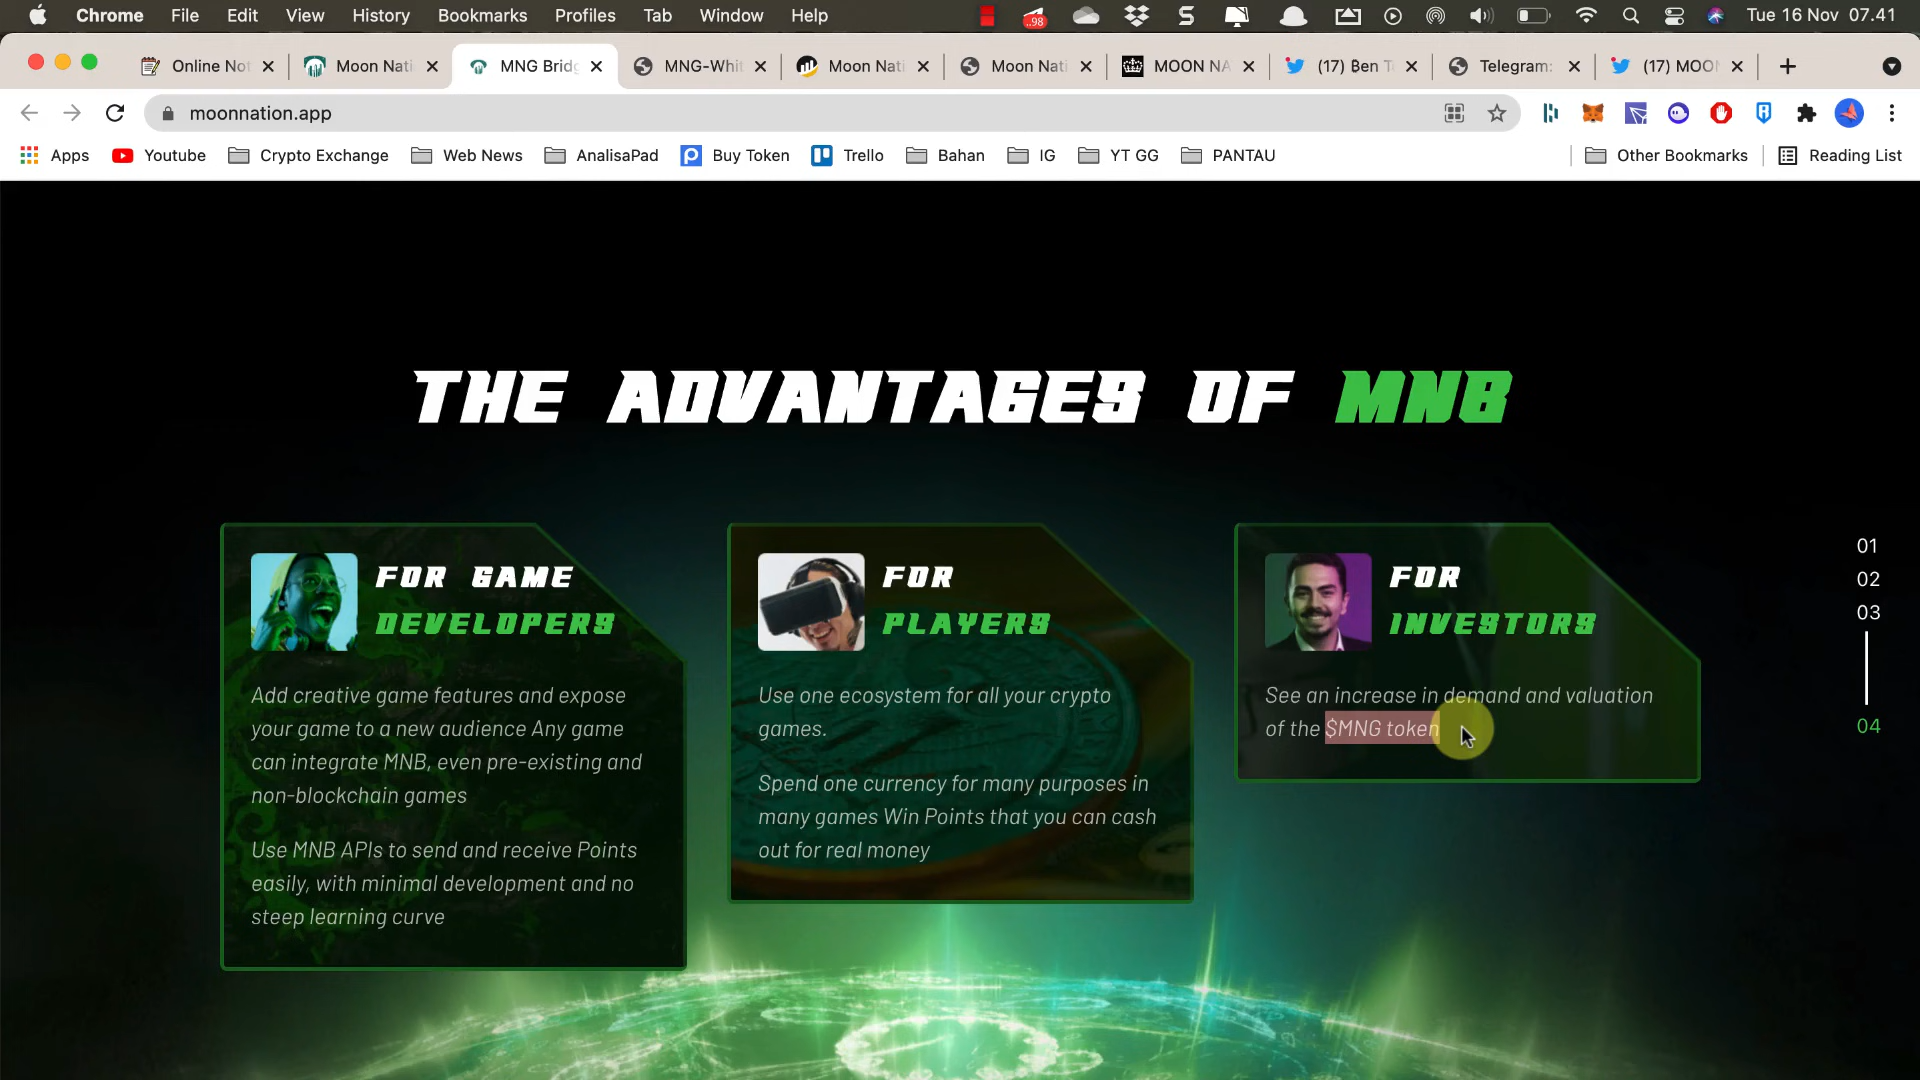 Chrome File Edit View History Bookmarks Profiles Tab Window Help ..98 Tue 16 Nov 07.41
Online Not Moon Nati MNG Bridg MNG-Whit Moon Nati Moon Nati MOON NA (17) Ben T Telegram: (17) MOON
moonnation.app
Apps Youtube Crypto Exchange Web News AnalisaPad Buy Token Trello Bahan IG YT GG PANTAU Other Bookmarks Reading List
THE ADVANTAGES OF MNB
FOR GAME
DEVELOPERS
Add creative game features and expose
your game to a new audience Any game
can integrate MNB, even pre-existing and
non-blockchain games
Use MNB APIs to send and receive Points
easily, with minimal development and no
steep learning curve
FOR
PLAYERS
Use one ecosystem for all your crypto
games.
Spend one currency for many purposes in
many games Win Points that you can cash
out for real money
FOR
INVESTORS
See an increase in demand and valuation
of the $MNG token
01
02
03
04